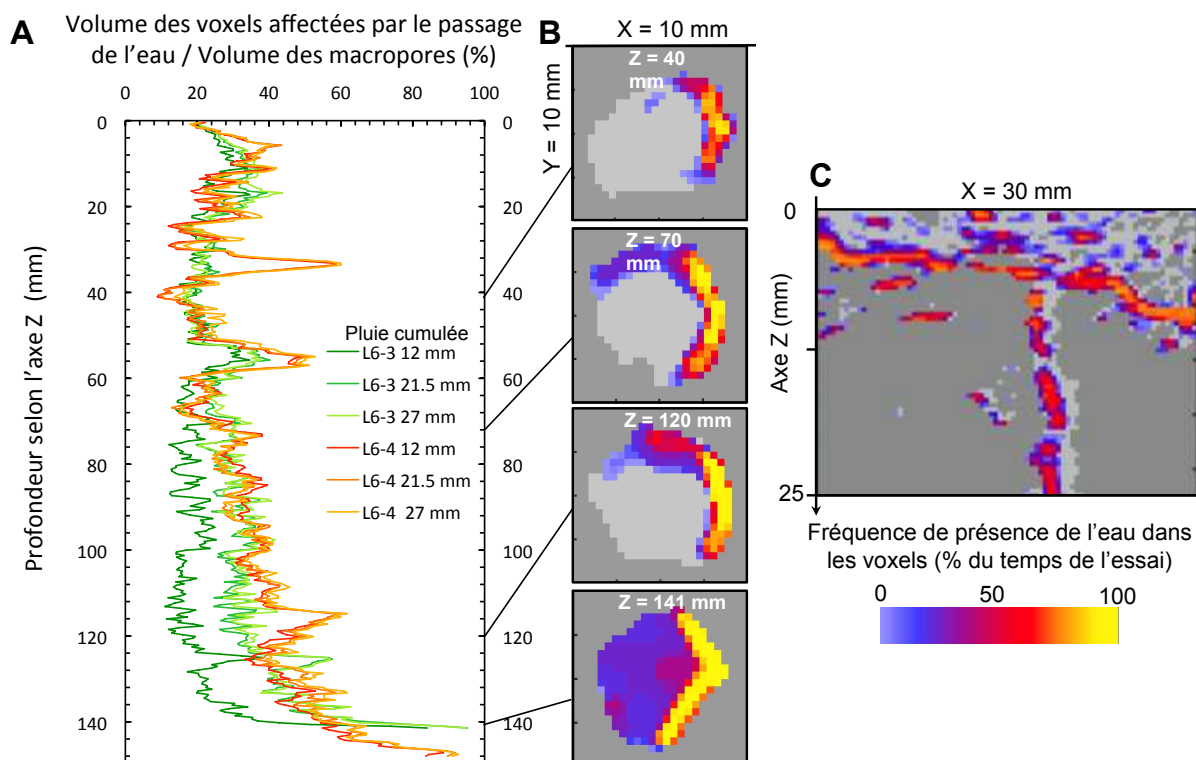 A
Volume des voxels affectées par le passage
de l'eau / Volume des macropores (%)
0 20 40 60 80 100
Profondeur selon l'axe Z (mm)
0 0
20 20
40 40
60 60
80 80
100 100
120 120
140 140
Pluie cumulée
L6-3 12 mm
L6-3 21.5 mm
L6-3 27 mm
L6-4 12 mm
L6-4 21.5 mm
L6-4 27 mm
B
X = 10 mm
Y = 10 mm
Z = 40
mm
Z = 70
mm
Z = 120 mm
Z = 141 mm
C
X = 30 mm
0
Axe Z (mm)
25
Fréquence de présence de l'eau dans
les voxels (% du temps de l'essai)
0 50 100